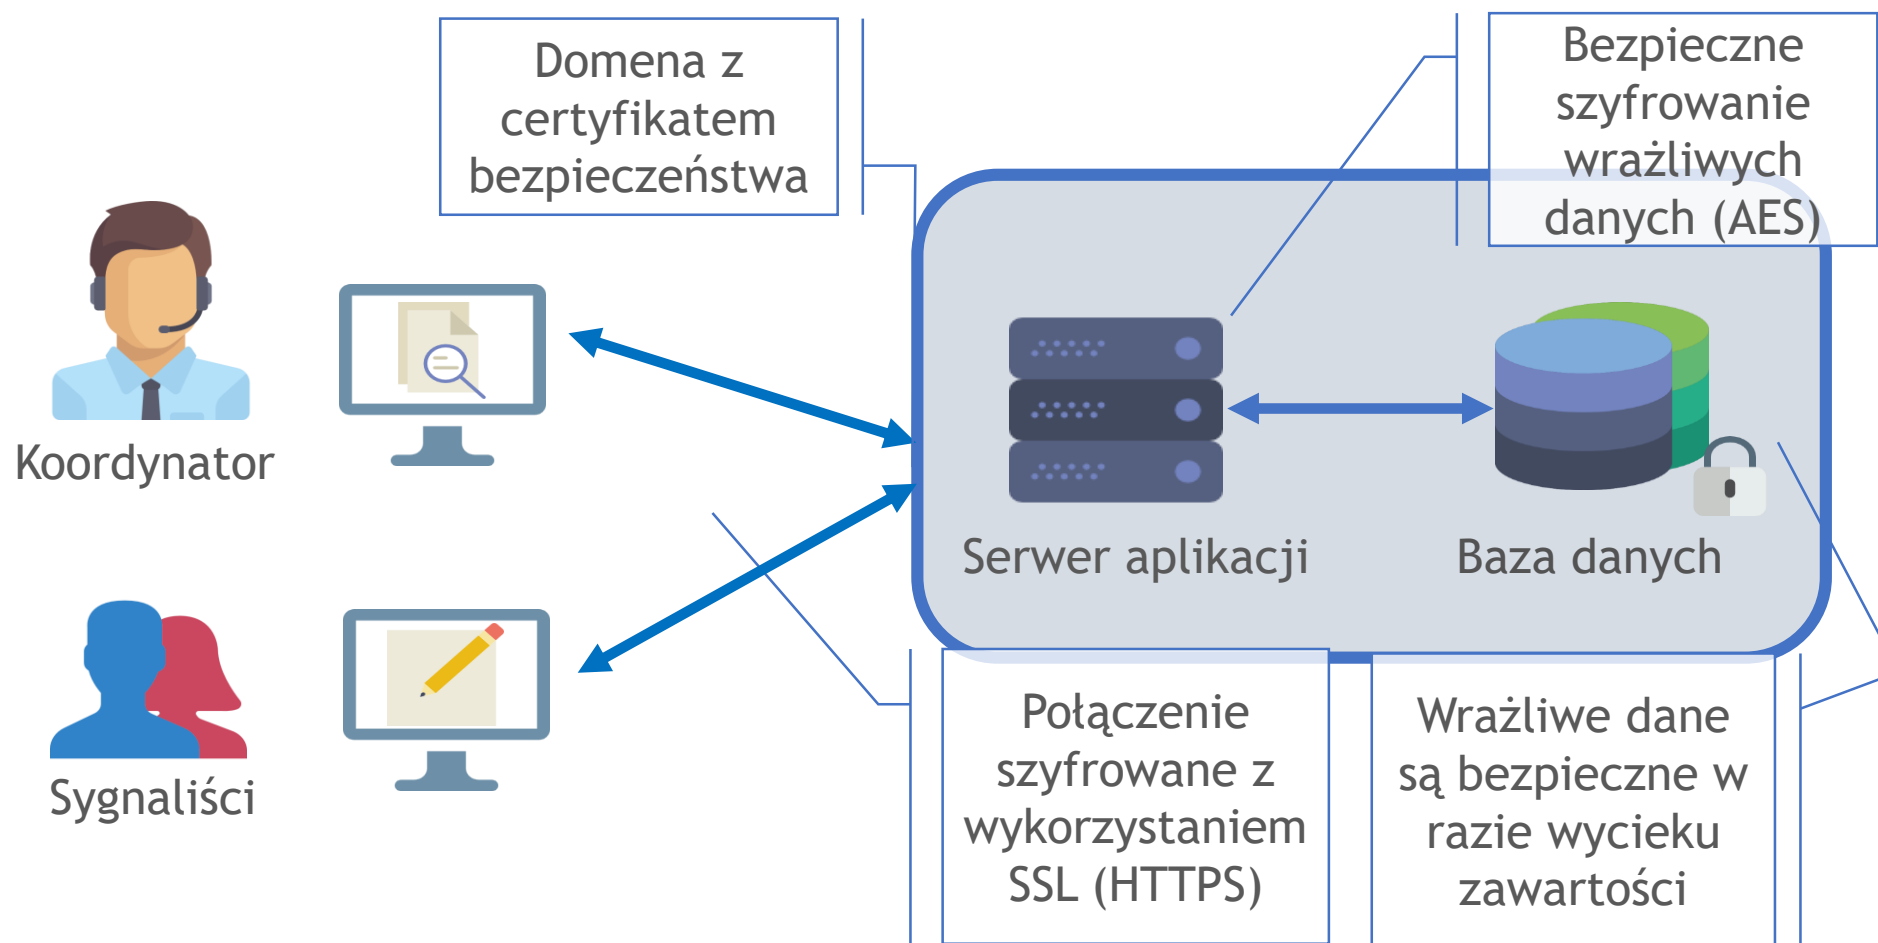 Domena z
certyfikatem
bezpieczeństwa
Bezpieczne
szyfrowanie
wrażliwych
danych (AES)
Koordynator
Serwer aplikacji
Baza danych
Sygnaliści
Połączenie
szyfrowane z
wykorzystaniem
SSL (HTTPS)
Wrażliwe dane
są bezpieczne w
razie wycieku
zawartości